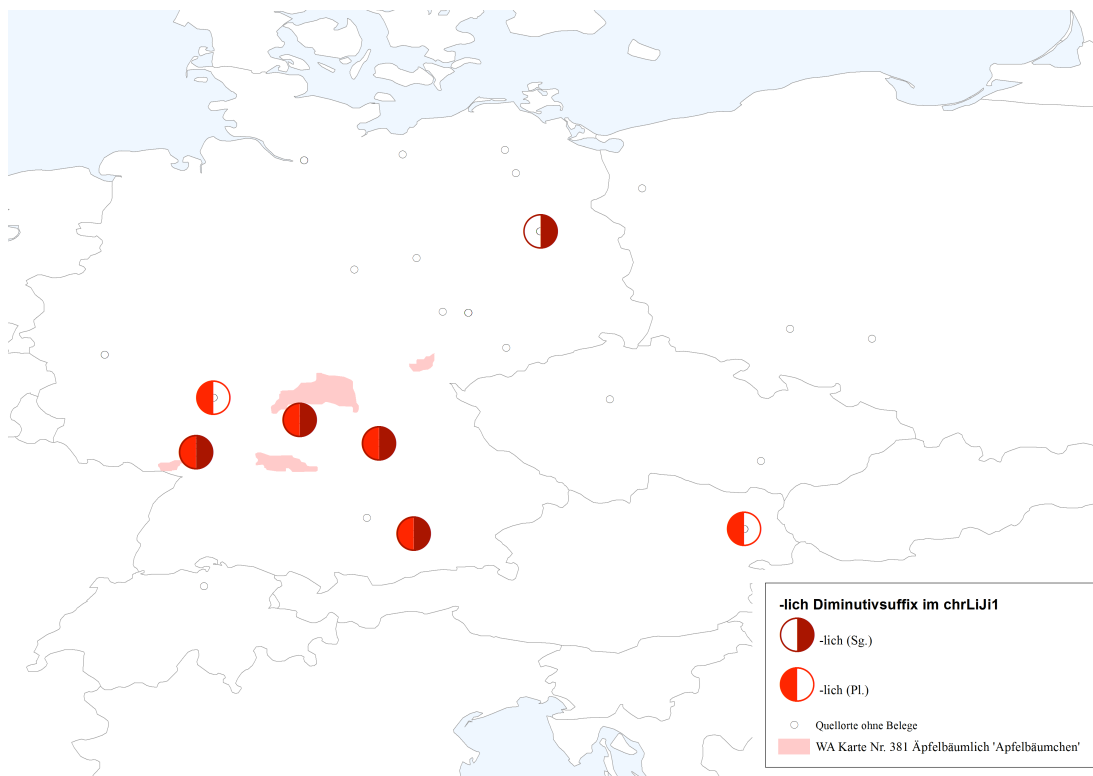 -lich Diminutivsuffix im chrLiJi1
-lich (Sg.)
-lich (Pl.)
Quellorte ohne Belege
WA Karte Nr. 381 Äpfelbäumlich 'Apfelbäumchen'